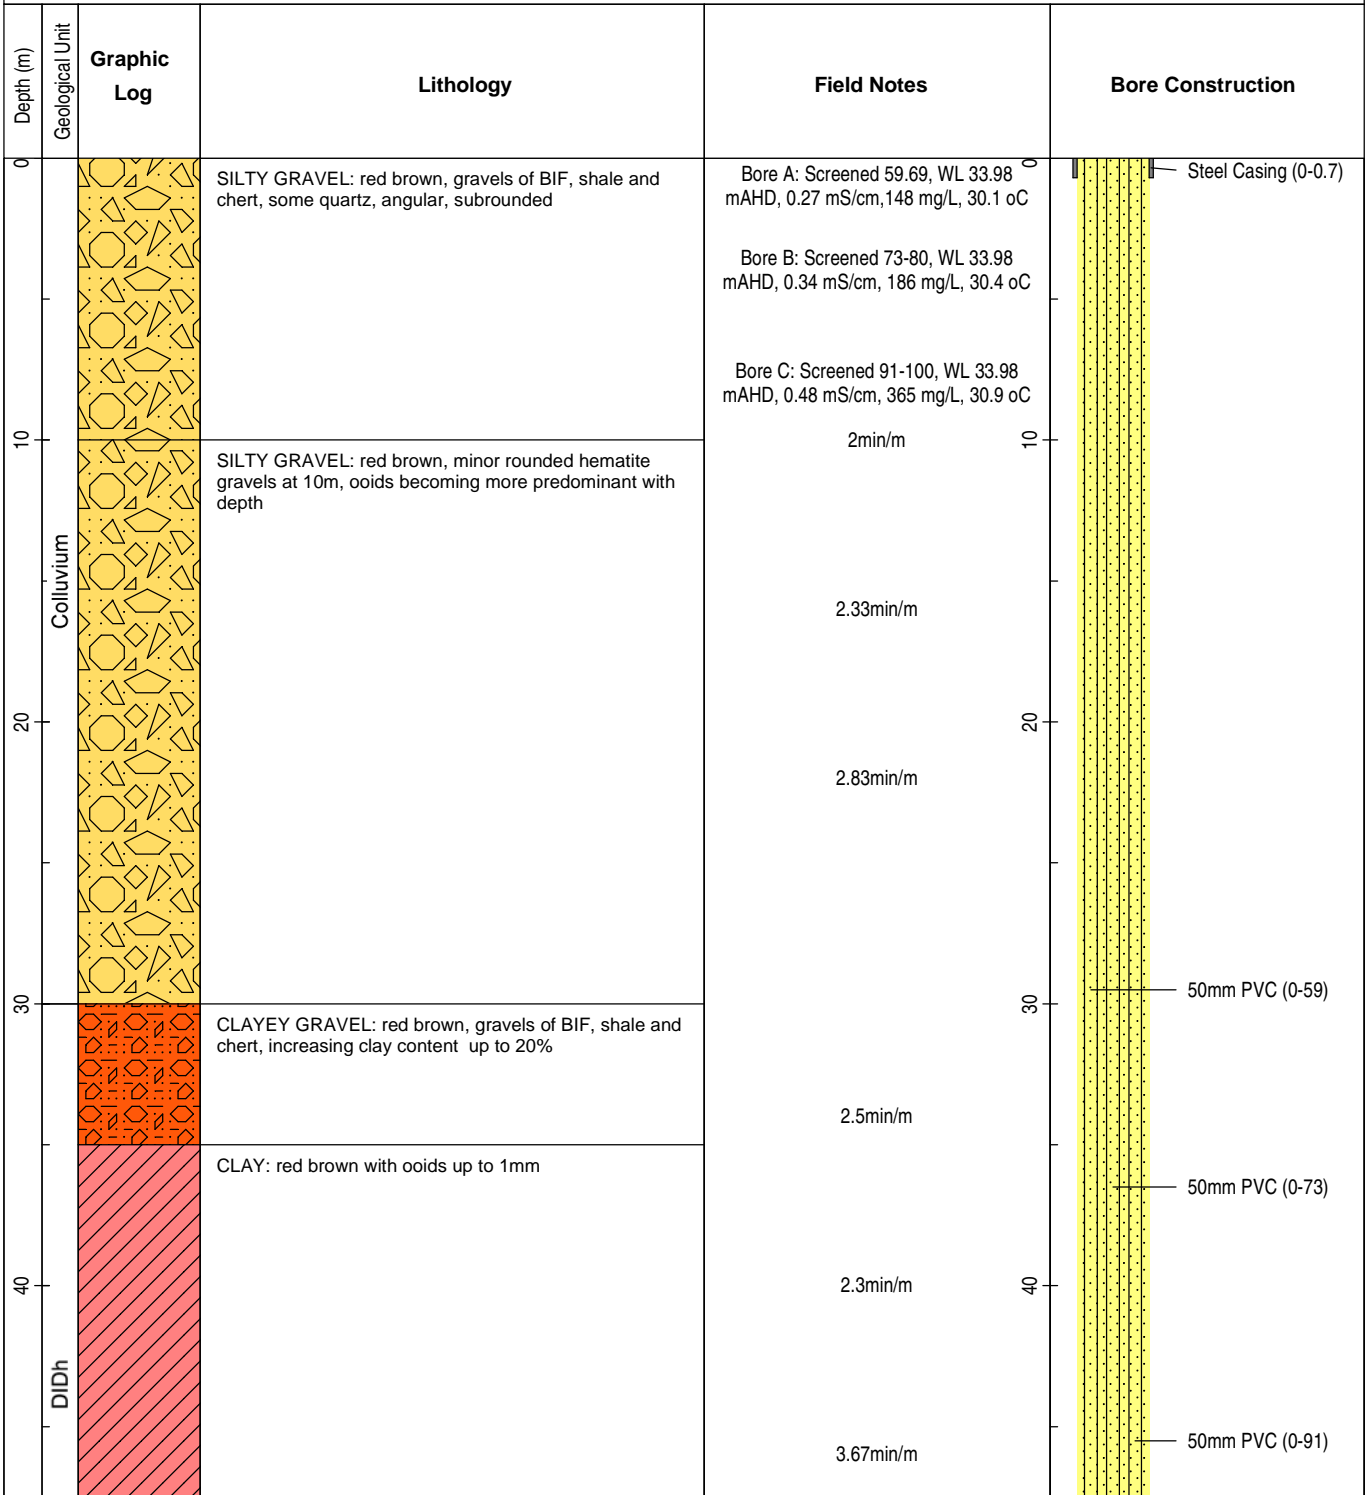 Depth (m)
Geological Unit
Graphic
Log
Lithology
Field Notes
Bore Construction
0
SILTY GRAVEL: red brown, gravels of BIF, shale and
chert, some quartz, angular, subrounded
Bore A: Screened 59.69, WL 33.98
mAHD, 0.27 mS/cm,148 mg/L, 30.1 oC
0
Steel Casing (0-0.7)
Bore B: Screened 73-80, WL 33.98
mAHD, 0.34 mS/cm, 186 mg/L, 30.4 oC
Bore C: Screened 91-100, WL 33.98
mAHD, 0.48 mS/cm, 365 mg/L, 30.9 oC
10
SILTY GRAVEL: red brown, minor rounded hematite
gravels at 10m, ooids becoming more predominant with
depth
2min/m
10
Colluvium
2.33min/m
20
20
2.83min/m
30
CLAYEY GRAVEL: red brown, gravels of BIF, shale and
chert, increasing clay content  up to 20%
30
50mm PVC (0-59)
2.5min/m
CLAY: red brown with ooids up to 1mm
50mm PVC (0-73)
40
2.3min/m
40
DIDh
3.67min/m
50mm PVC (0-91)